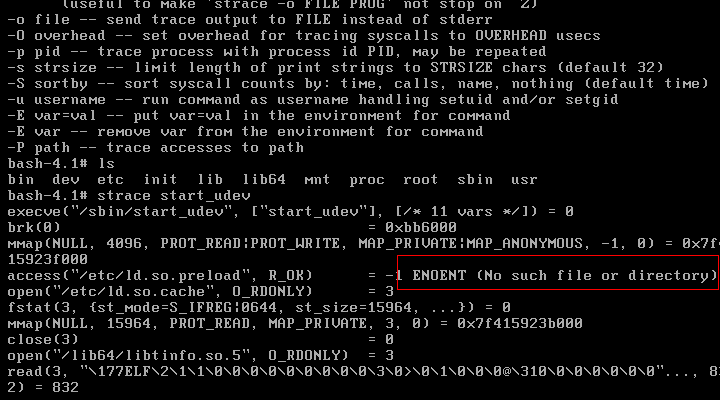 (useful to make 'strace -o FILE PROG' not stop on ^Z)
-o file -- send trace output to FILE instead of stderr
-O overhead -- set overhead for tracing syscalls to OVERHEAD usecs
-p pid -- trace process with process id PID, may be repeated
-s strsize -- limit length of print strings to STRSIZE chars (default 32)
-S sortby -- sort syscall counts by: time, calls, name, nothing (default time)
-u username -- run command as username handling setuid and/or setgid
-E var=val -- put var=val in the environment for command
-E var -- remove var from the environment for command
-P path -- trace accesses to path
bash-4.1# ls
bin  dev  etc  init  lib  lib64  mnt  proc  root  sbin  usr
bash-4.1# strace start_udev
execve("/sbin/start_udev", ["start_udev"], [/* 11 vars */]) = 0
brk(0)                                  = 0xbb6000
mmap(NULL, 4096, PROT_READ|PROT_WRITE, MAP_PRIVATE|MAP_ANONYMOUS, -1, 0) = 0x7f4
15923f000
access("/etc/ld.so.preload", R_OK)      = -1 ENOENT (No such file or directory)
open("/etc/ld.so.cache", O_RDONLY)      = 3
fstat(3, {st_mode=S_IFREG|0644, st_size=15964, ...}) = 0
mmap(NULL, 15964, PROT_READ, MAP_PRIVATE, 3, 0) = 0x7f415923b000
close(3)                                = 0
open("/lib64/libtinfo.so.5", O_RDONLY)  = 3
read(3, "\177ELF\2\1\1\0\0\0\0\0\0\0\0\0\3\0>\0\1\0\0\0@\310\0\0\0\0\0\0"..., 83
2) = 832